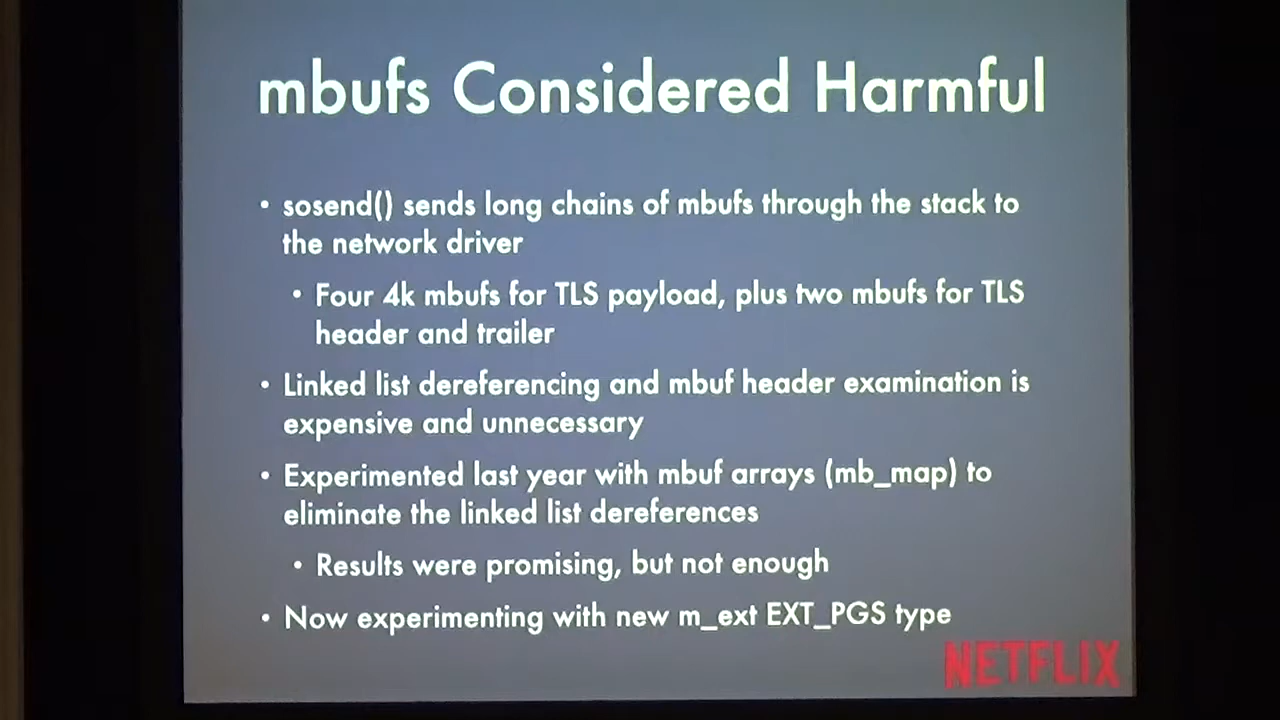 mbufs Considered Harmful
• sosend() sends long chains of mbufs through the stack to
the network driver
• Four 4k mbufs for TLS payload, plus two mbufs for TLS
header and trailer
• Linked list dereferencing and mbuf header examination is
expensive and unnecessary
• Experimented last year with mbuf arrays (mb_map) to
eliminate the linked list dereferences
• Results were promising, but not enough
• Now experimenting with new m_ext EXT_PGS type
NETFLIX